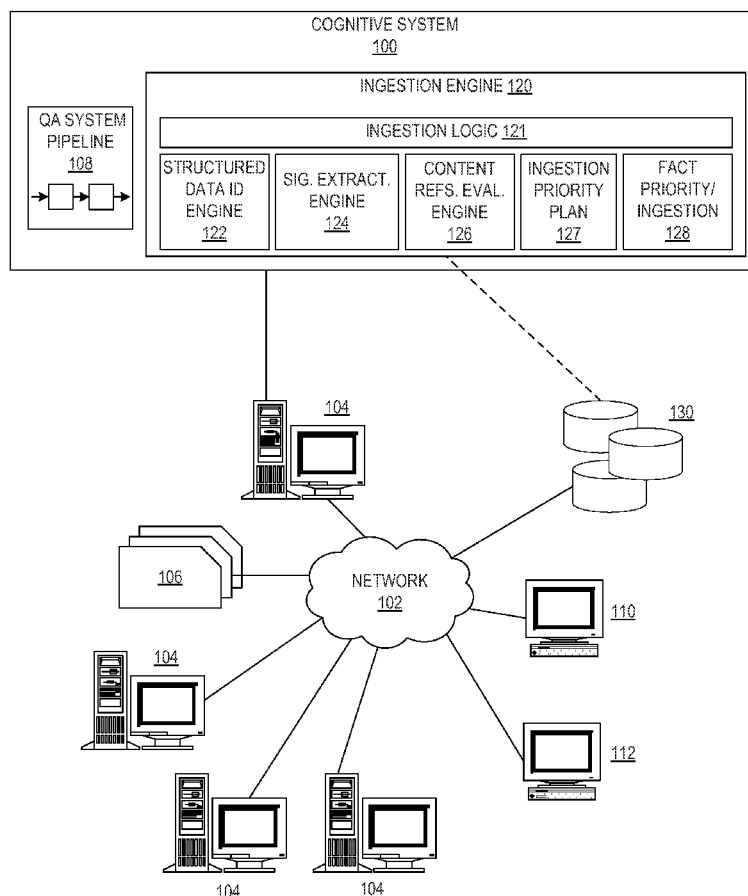 COGNITIVE SYSTEM
100
INGESTION ENGINE 120
QA SYSTEM
PIPELINE
108
INGESTION LOGIC 121
STRUCTURED
DATA ID
ENGINE
122
SIG. EXTRACT.
ENGINE
124
CONTENT
REFS. EVAL.
ENGINE
126
INGESTION
PRIORITY
PLAN
127
FACT
PRIORITY/
INGESTION
128
104
130
106
NETWORK
102
110
104
112
104
104